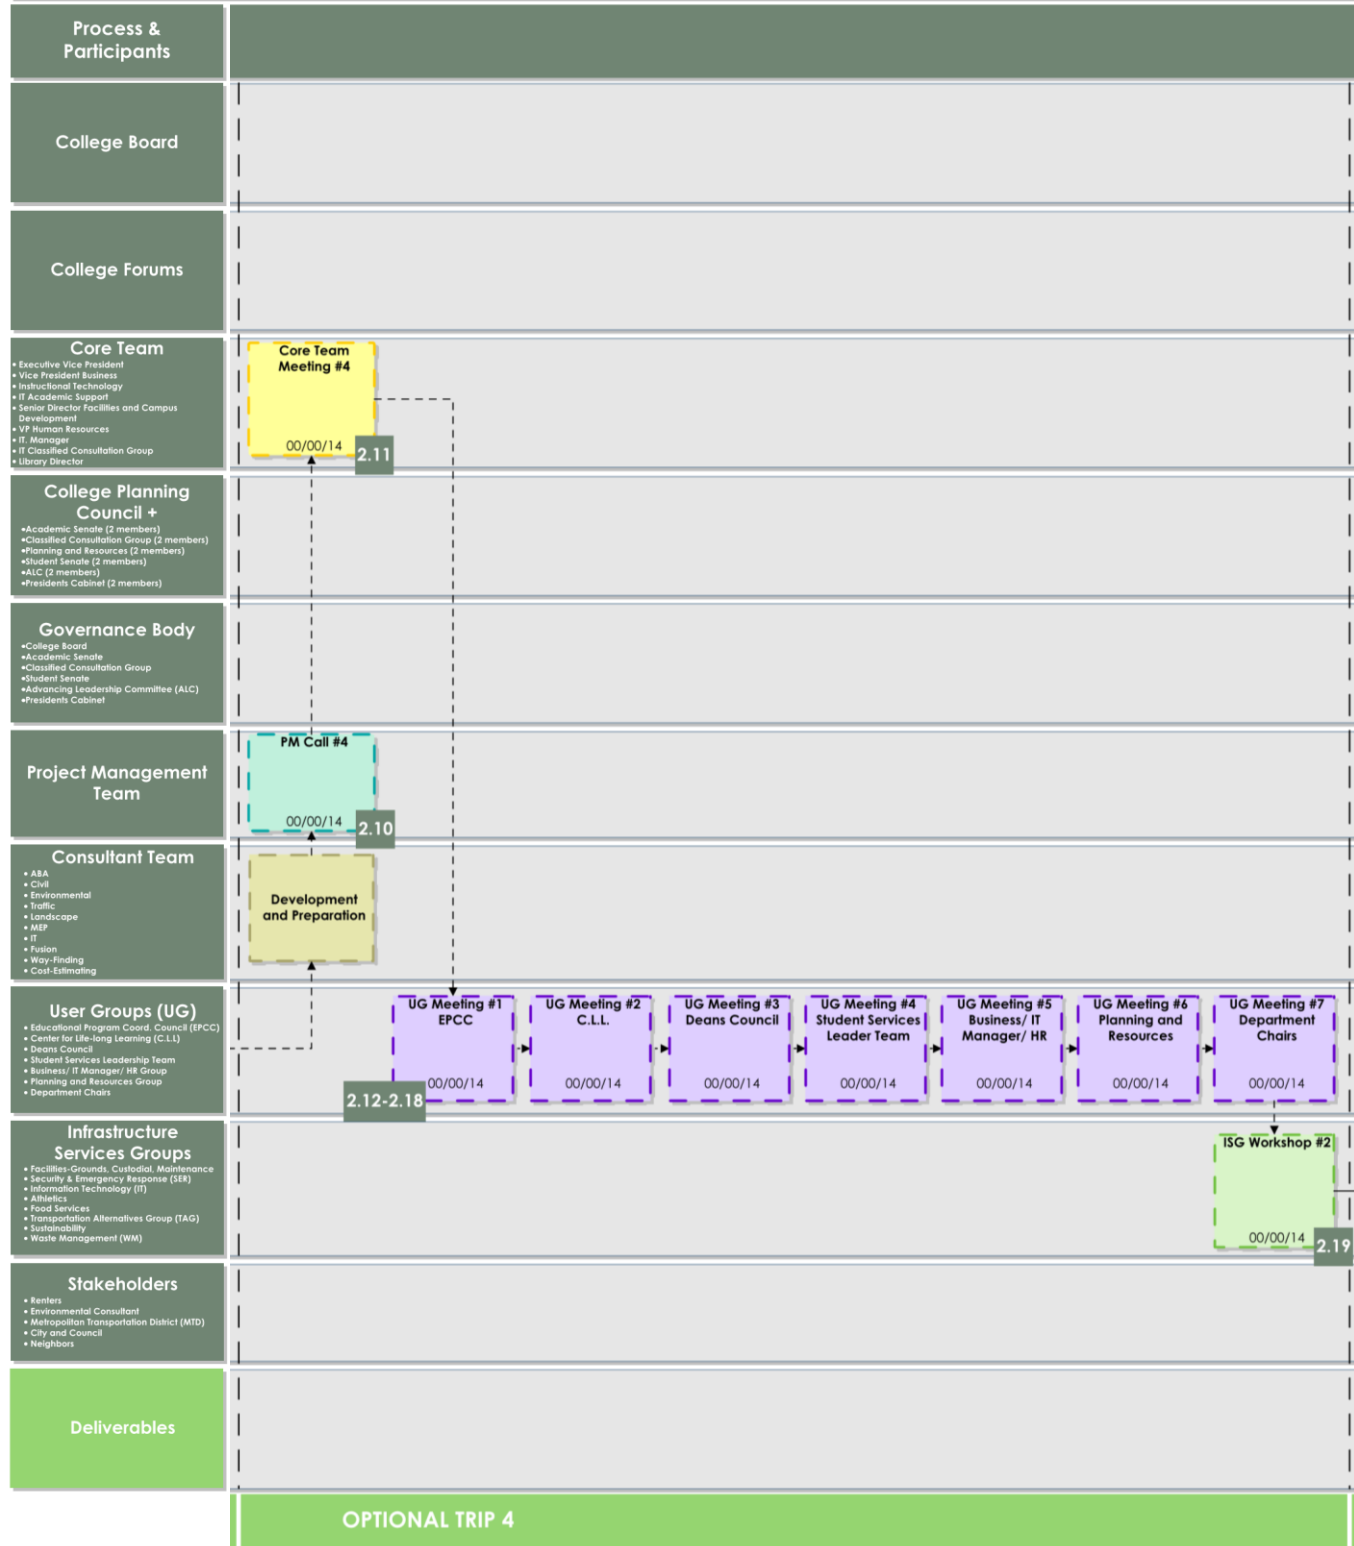 Process &
Participants
College Board
College Forums
Core Team
• Executive Vice President
• Vice President Business
• Instructional Technology
• IT Academic Support
• Senior Director Facilities and Campus
Development
• VP Human Resources
• IT. Manager
• IT Classified Consultation Group
• Library Director
Core Team
Meeting #4
00/00/14
2.11
College Planning
Council +
•Academic Senate (2 members)
•Classified Consultation Group (2 members)
•Planning and Resources (2 members)
•Student Senate (2 members)
•ALC (2 members)
•Presidents Cabinet (2 members)
Governance Body
•College Board
•Academic Senate
•Classified Consultation Group
•Student Senate
•Advancing Leadership Committee (ALC)
•Presidents Cabinet
Project Management
Team
PM Call #4
00/00/14
2.10
Consultant Team
• ABA
• Civil
• Environmental
• Traffic
• Landscape
• MEP
• IT
• Fusion
• Way-Finding
• Cost-Estimating
Development
and Preparation
User Groups (UG)
• Educational Program Coord. Council (EPCC)
• Center for Life-long Learning (C.L.L)
• Deans Council
• Student Services Leadership Team
• Business/ IT Manager/ HR Group
• Planning and Resources Group
• Department Chairs
UG Meeting #1
EPCC
00/00/14
2.12-2.18
UG Meeting #2
C.L.L.
00/00/14
UG Meeting #3
Deans Council
00/00/14
UG Meeting #4
Student Services
Leader Team
00/00/14
UG Meeting #5
Business/ IT
Manager/ HR
00/00/14
UG Meeting #6
Planning and
Resources
00/00/14
UG Meeting #7
Department
Chairs
00/00/14
Infrastructure
Services Groups
• Facilities-Grounds, Custodial, Maintenance
• Security & Emergency Response (SER)
• Information Technology (IT)
• Athletics
• Food Services
• Transportation Alternatives Group (TAG)
• Sustainability
• Waste Management (WM)
ISG Workshop #2
00/00/14
2.19
Stakeholders
• Renters
• Environmental Consultant
• Metropolitan Transportation District (MTD)
• City and Council
• Neighbors
Deliverables
OPTIONAL TRIP 4